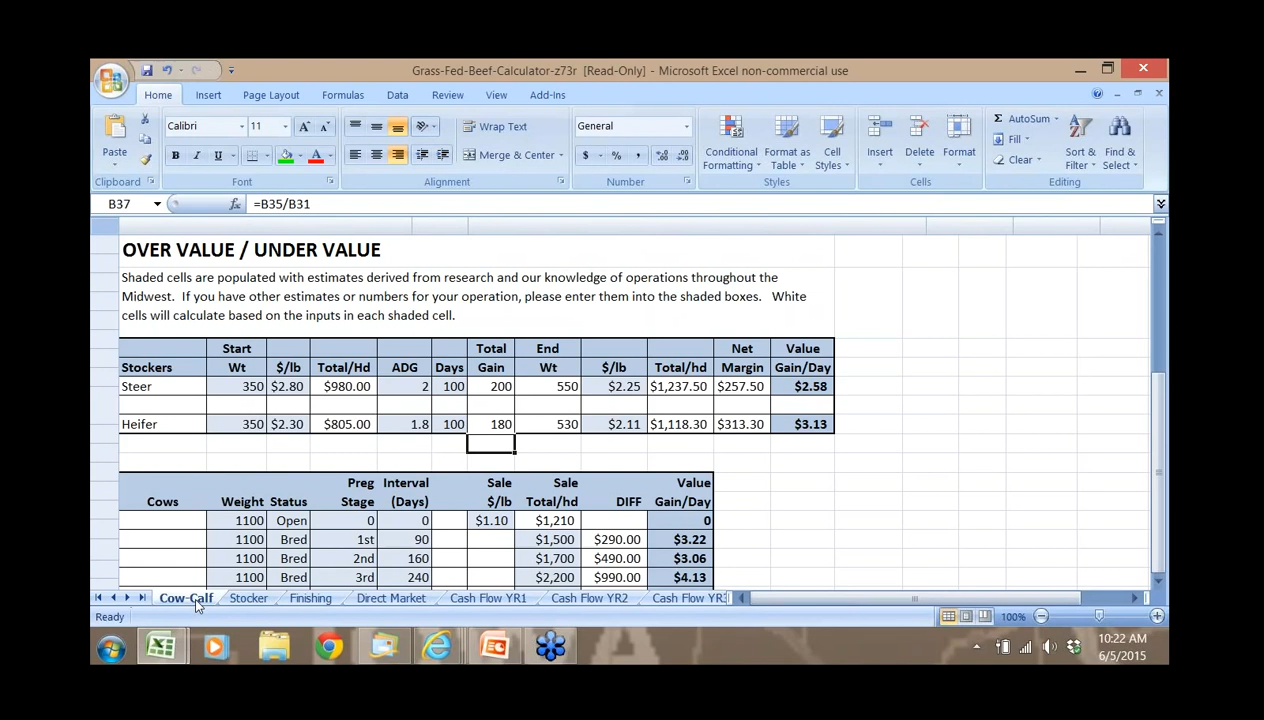 Grass-Fed-Beef-Calculator-z73r [Read-Only] - Microsoft Excel non-commercial use
Home Insert Page Layout Formulas Data Review View Add-Ins
Paste
Clipboard
Calibri 11
B I U
Font
Wrap Text
Merge & Center
Alignment
General
$ % ,
Number
Conditional Formatting
Format as Table
Cell Styles
Styles
Insert Delete Format
Cells
Σ AutoSum
Fill
Clear
Sort & Filter
Find & Select
Editing
B37 fx =B35/B31
OVER VALUE / UNDER VALUE
Shaded cells are populated with estimates derived from research and our knowledge of operations throughout the
Midwest. If you have other estimates or numbers for your operation, please enter them into the shaded boxes. White
cells will calculate based on the inputs in each shaded cell.
Start Total End Net Value
Stockers Wt $/lb Total/Hd ADG Days Gain Wt $/lb Total/hd Margin Gain/Day
Steer 350 $2.80 $980.00 2 100 200 550 $2.25 $1,237.50 $257.50 $2.58
Heifer 350 $2.30 $805.00 1.8 100 180 530 $2.11 $1,118.30 $313.30 $3.13
Preg Interval Sale Sale Value
Cows Weight Status Stage (Days) $/lb Total/hd DIFF Gain/Day
1100 Open 0 0 $1.10 $1,210 0
1100 Bred 1st 90 $1,500 $290.00 $3.22
1100 Bred 2nd 160 $1,700 $490.00 $3.06
1100 Bred 3rd 240 $2,200 $990.00 $4.13
Cow-Calf Stocker Finishing Direct Market Cash Flow YR1 Cash Flow YR2 Cash Flow YR3
Ready 100%
10:22 AM
6/5/2015